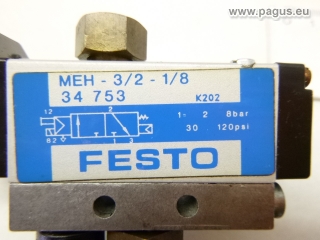 © www.pagus.eu
MEH - 3/2 - 1/8
34 753
K202
12
2
1 3
82
1 - 2 8bar
30 120psi
FESTO